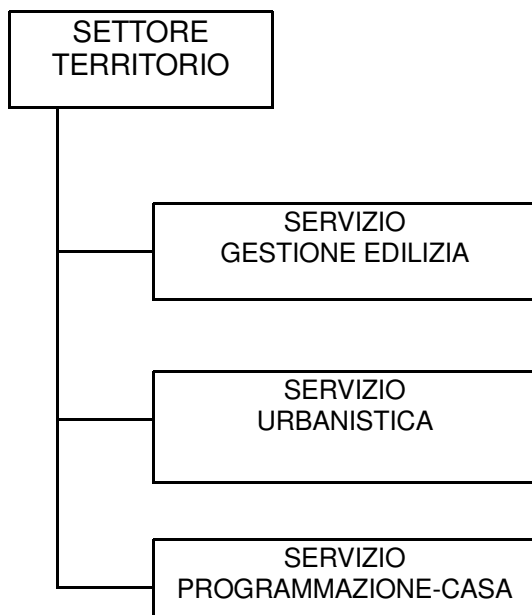 SETTORE
TERRITORIO
SERVIZIO
GESTIONE EDILIZIA
SERVIZIO
URBANISTICA
SERVIZIO
PROGRAMMAZIONE-CASA